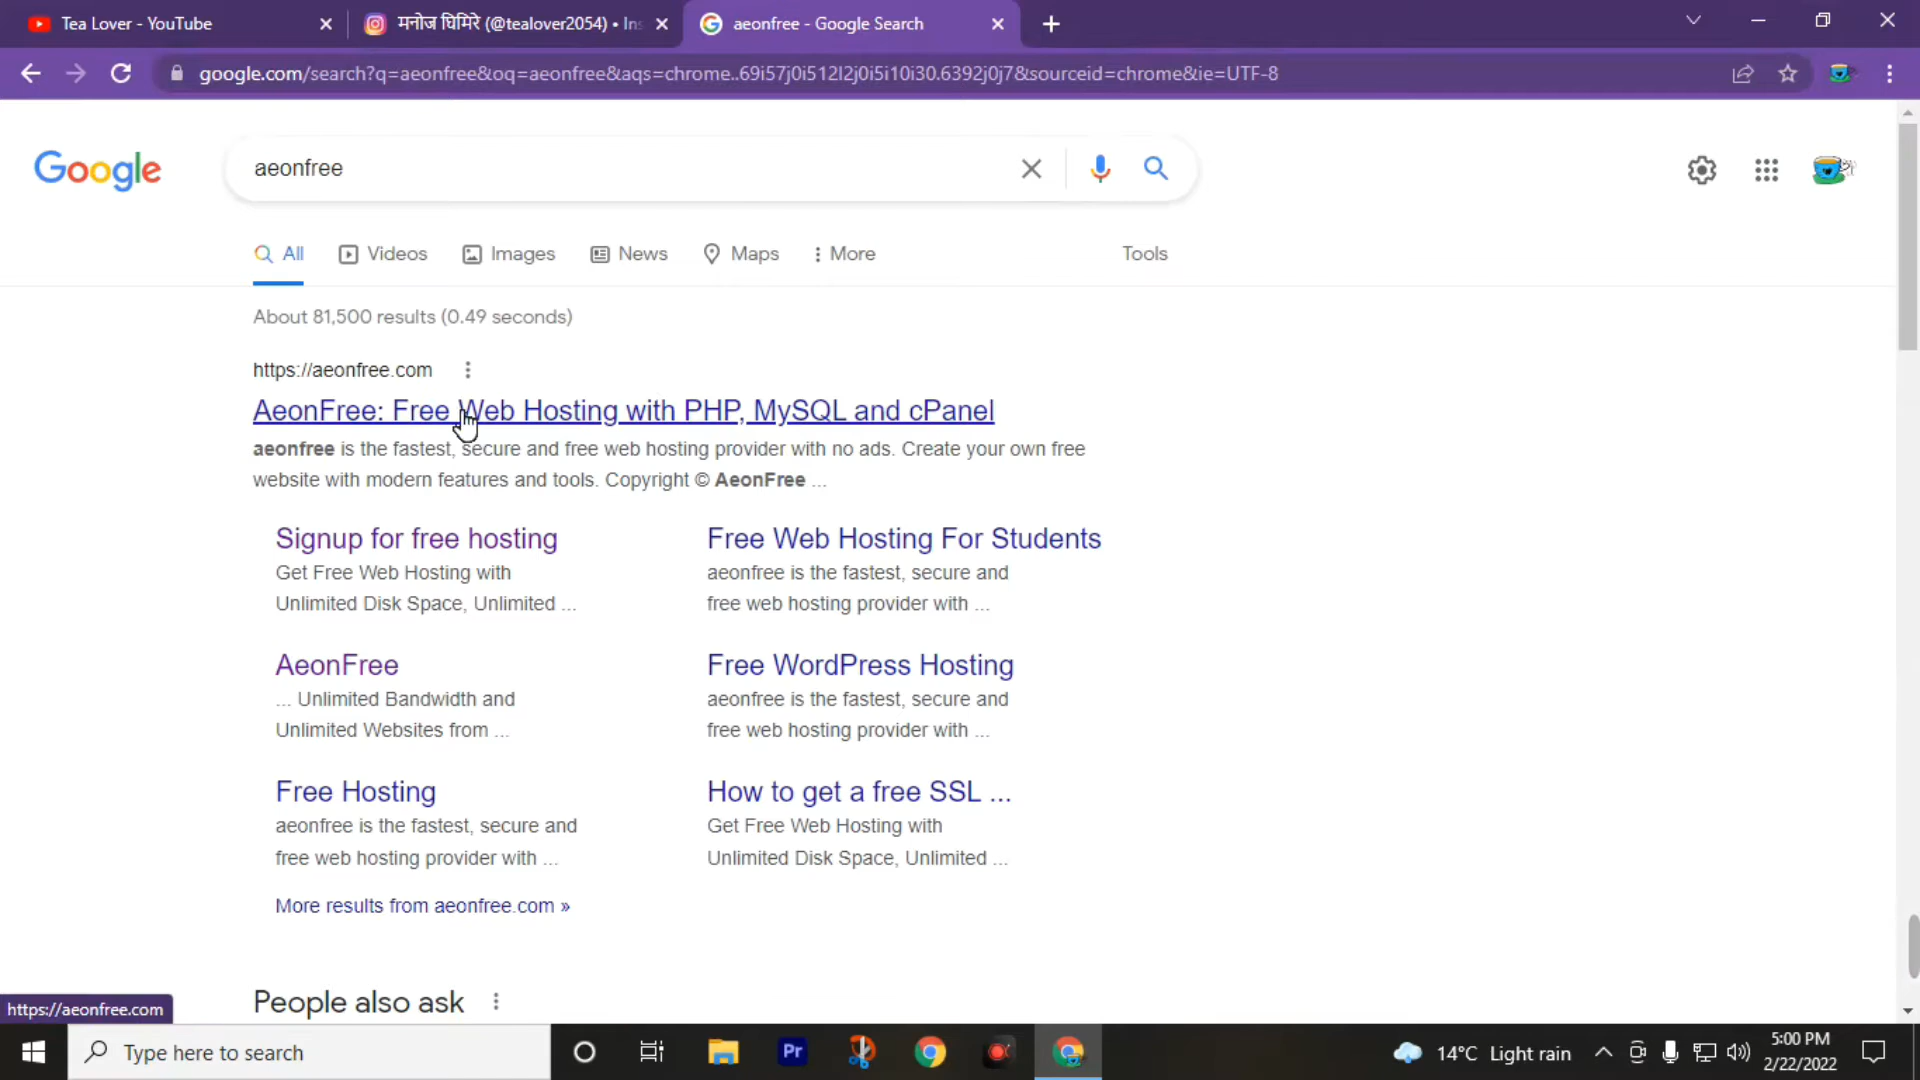 Tea Lover - YouTube
मनोज घिमिरे (@tealover2054) • Ins
aeonfree - Google Search
google.com/search?q=aeonfree&oq=aeonfree&aqs=chrome..69i57j0i512l2j0i5i10i30.6392j0j7&sourceid=chrome&ie=UTF-8
Google
aeonfree
All
Videos
Images
News
Maps
More
Tools
About 81,500 results (0.49 seconds)
https://aeonfree.com
AeonFree: Free Web Hosting with PHP, MySQL and cPanel
aeonfree is the fastest, secure and free web hosting provider with no ads. Create your own free
website with modern features and tools. Copyright © AeonFree ...
Signup for free hosting
Get Free Web Hosting with
Unlimited Disk Space, Unlimited ...
Free Web Hosting For Students
aeonfree is the fastest, secure and
free web hosting provider with ...
AeonFree
... Unlimited Bandwidth and
Unlimited Websites from ...
Free WordPress Hosting
aeonfree is the fastest, secure and
free web hosting provider with ...
Free Hosting
aeonfree is the fastest, secure and
free web hosting provider with ...
How to get a free SSL ...
Get Free Web Hosting with
Unlimited Disk Space, Unlimited ...
More results from aeonfree.com »
People also ask
https://aeonfree.com
Type here to search
Pr
14°C Light rain
5:00 PM
2/22/2022